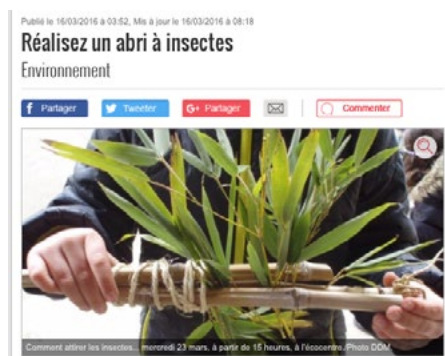 Publié le 16/03/2016 à 03:52, Mis à jour le 16/03/2016 à 08:18
Réalisez un abri à insectes
Environnement
f Partager Tweeter G+ Partager Commenter
Comment attirer les insectes... mercredi 23 mars, à partir de 15 heures, à l'écocentre./Photo DDM